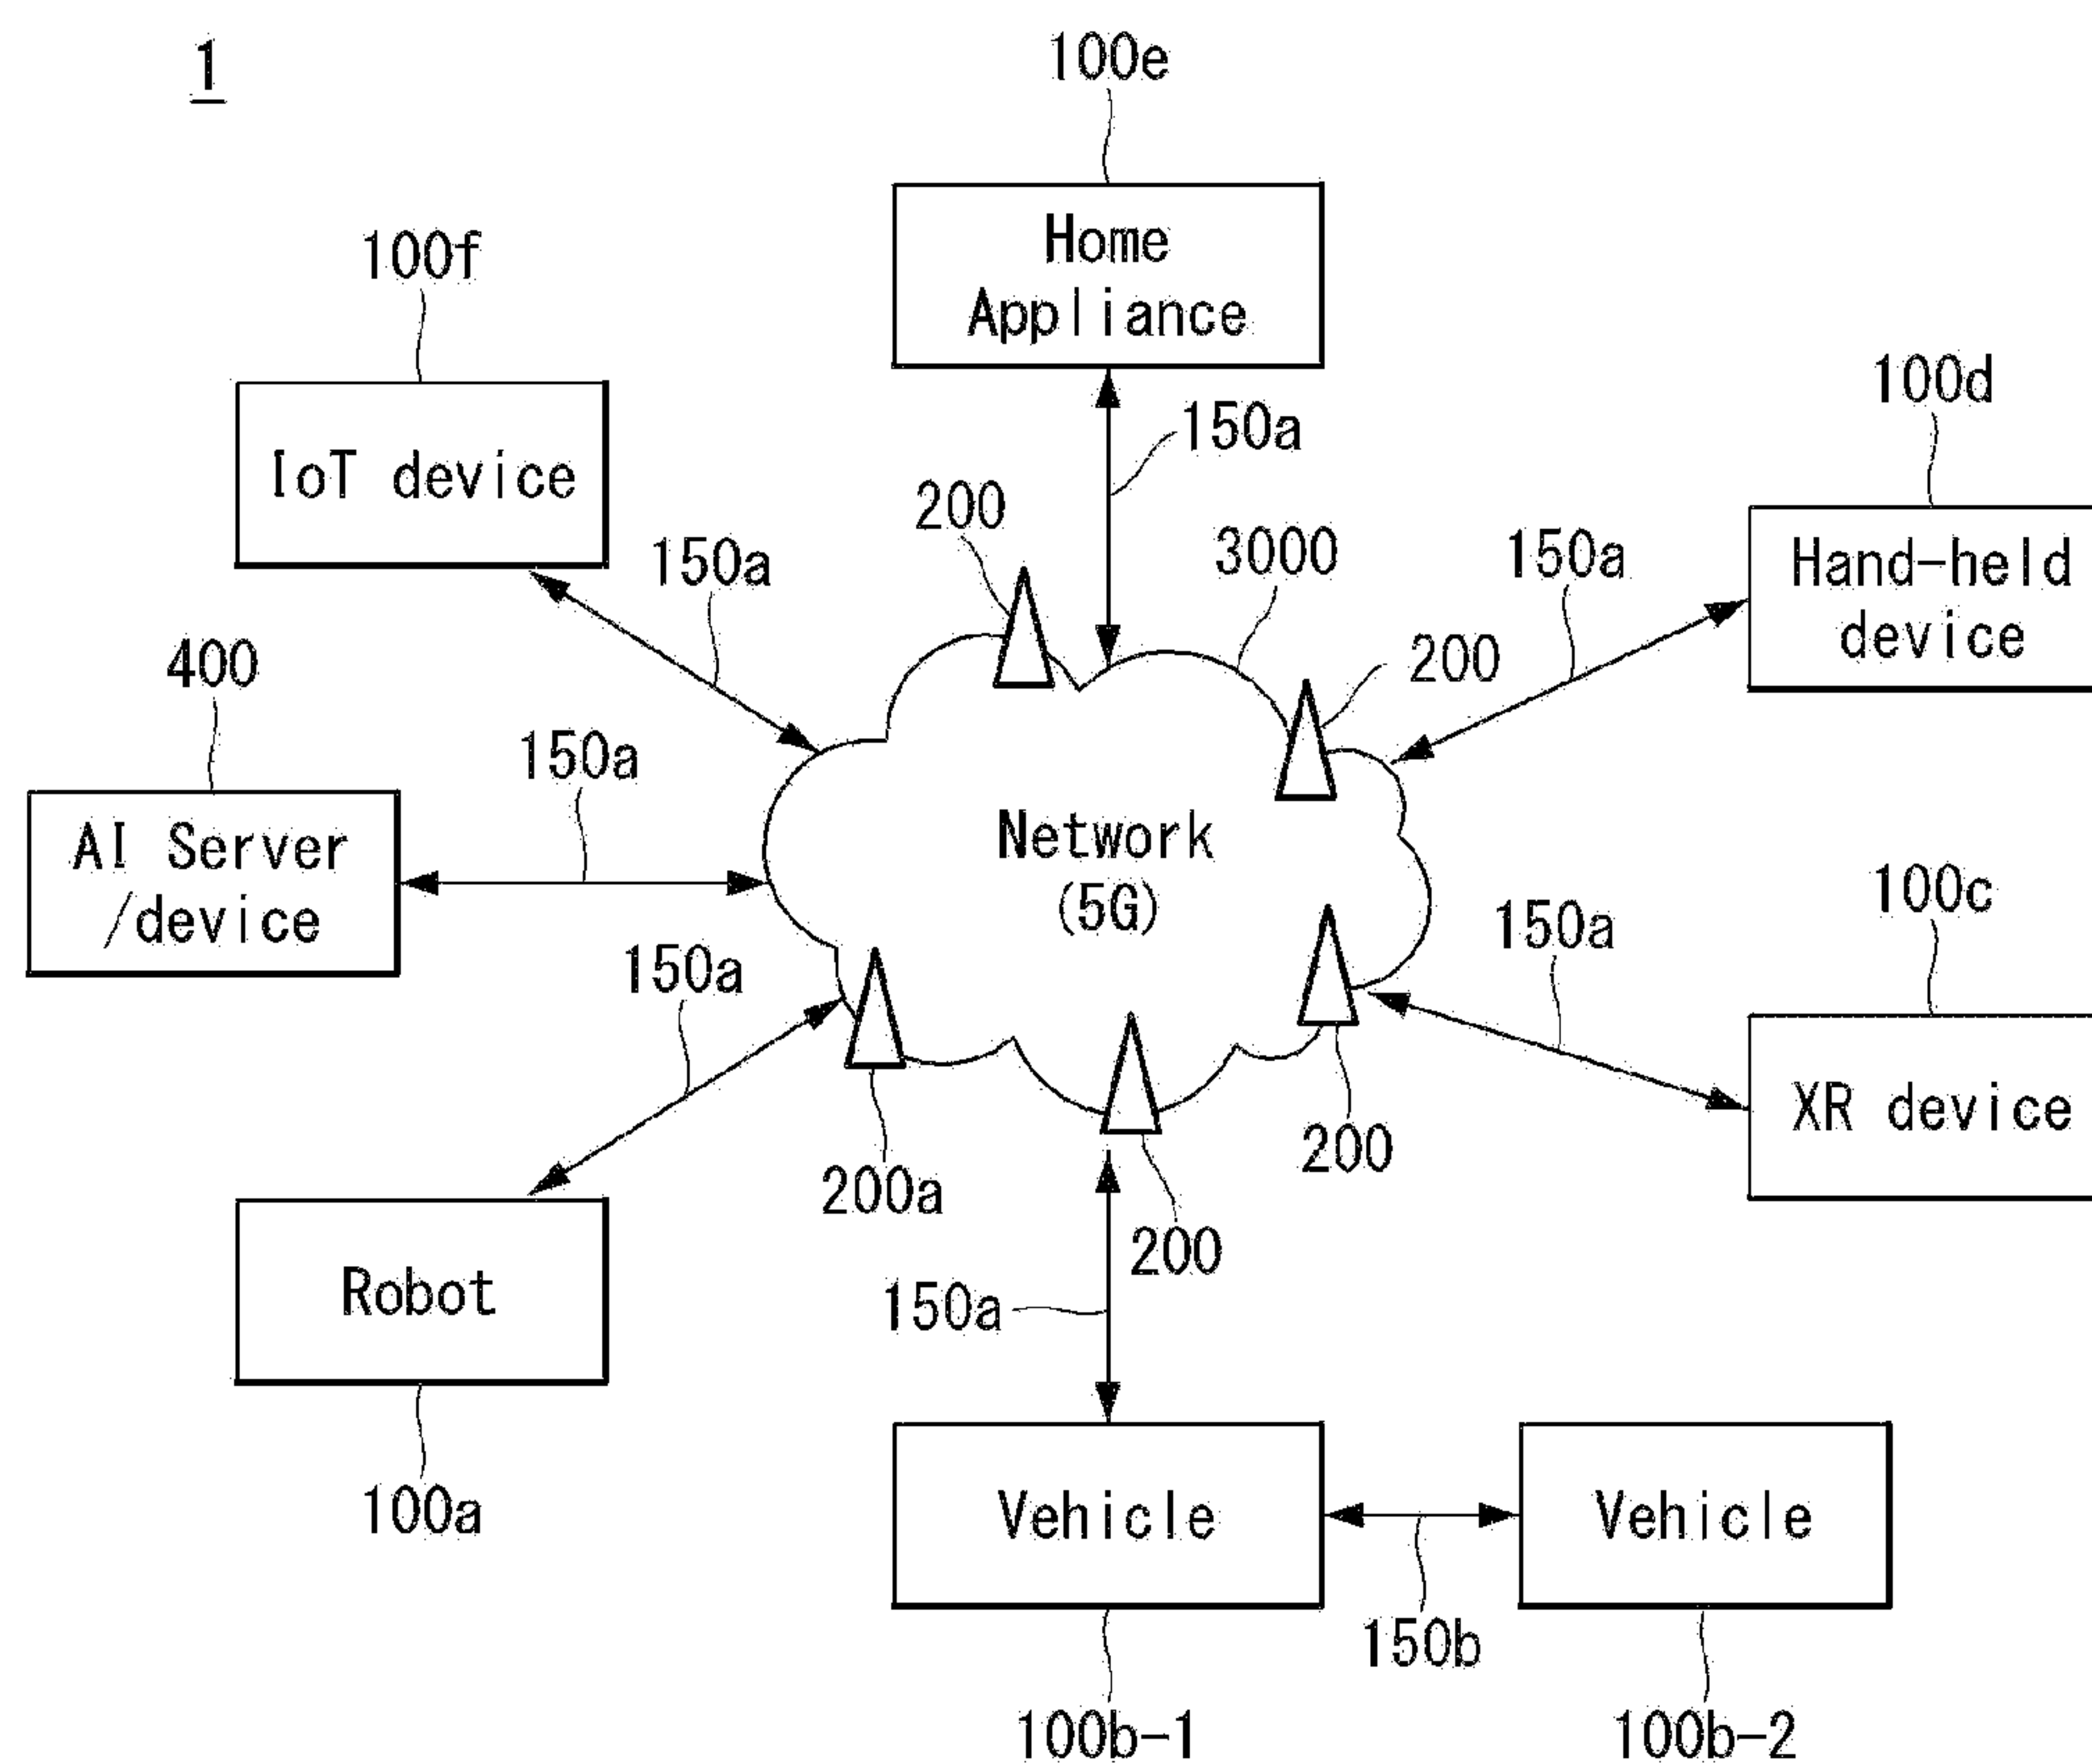 1
100e
Home
Appliance
100f
IoT device
150a
100d
Hand-held
device
200
3000
150a
150a
200
400
AI Server
/device
150a
Network
(5G)
100c
XR device
150a
150a
200
200a
200
150a
Robot
100a
Vehicle
Vehicle
150b
100b-1
100b-2